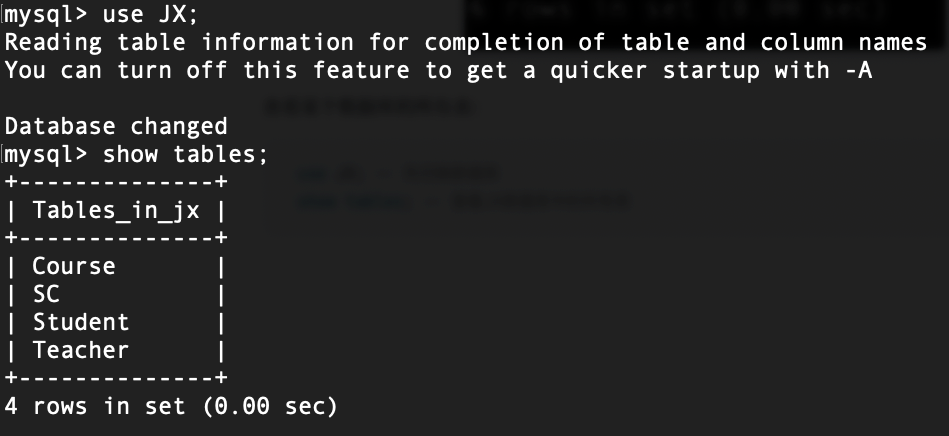 mysql> use JX;
Reading table information for completion of table and column names
You can turn off this feature to get a quicker startup with -A
Database changed
mysql> show tables;
+--------------+
| Tables_in_jx |
+--------------+
| Course       |
| SC           |
| Student      |
| Teacher      |
+--------------+
4 rows in set (0.00 sec)